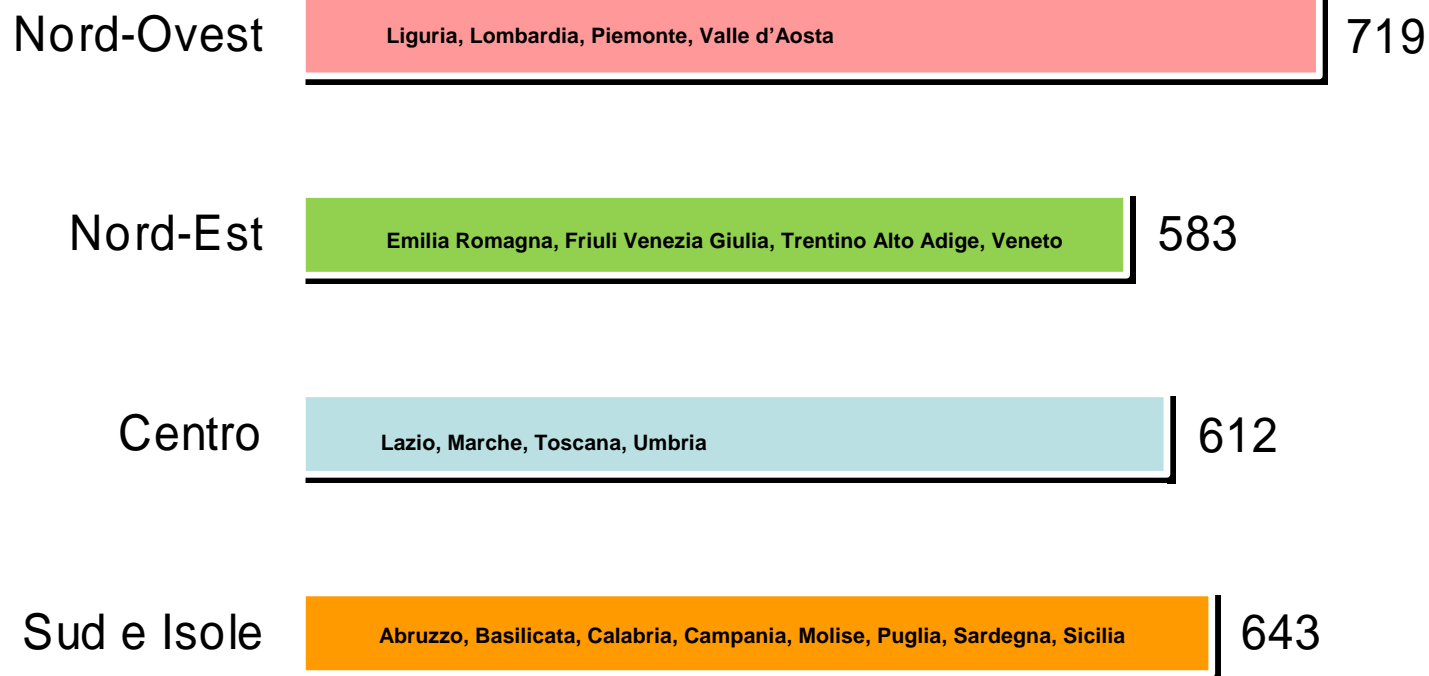 Nord-Ovest Liguria, Lombardia, Piemonte, Valle d’Aosta 719
Nord-Est Emilia Romagna, Friuli Venezia Giulia, Trentino Alto Adige, Veneto 583
Centro Lazio, Marche, Toscana, Umbria 612
Sud e Isole Abruzzo, Basilicata, Calabria, Campania, Molise, Puglia, Sardegna, Sicilia 643